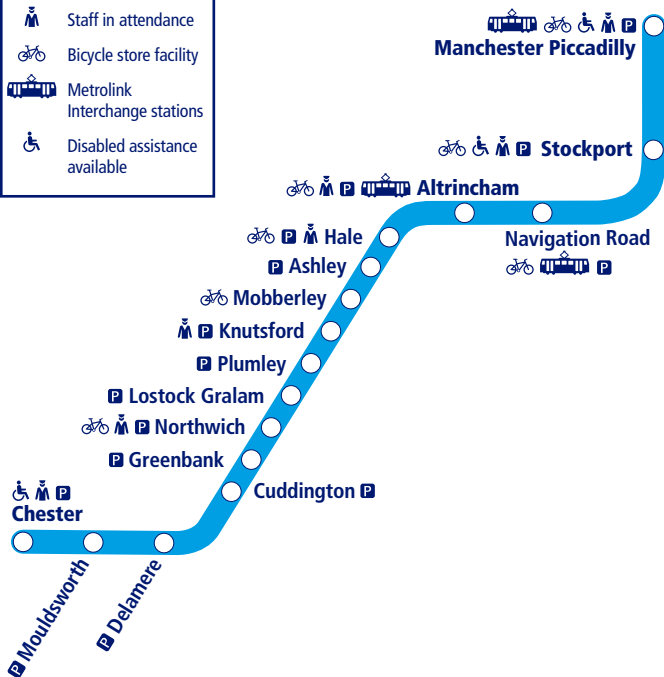 Staff in attendance
Bicycle store facility
Metrolink
Interchange stations
Disabled assistance
available
P
Manchester Piccadilly
P Stockport
P Altrincham
Navigation Road
P
P Hale
P Ashley
Mobberley
P Knutsford
P Plumley
P Lostock Gralam
P Northwich
P Greenbank
Cuddington P
P
Chester
P Mouldsworth
P Delamere